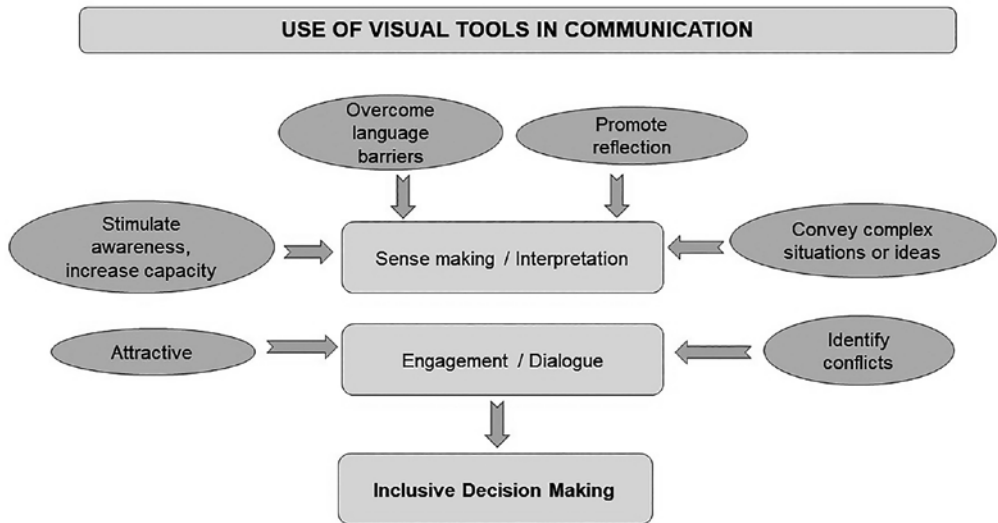 USE OF VISUAL TOOLS IN COMMUNICATION
Overcome
language
barriers
Promote
reflection
Stimulate
awareness,
increase capacity
Sense making / Interpretation
Convey complex
situations or ideas
Attractive
Engagement / Dialogue
Identify
conflicts
Inclusive Decision Making